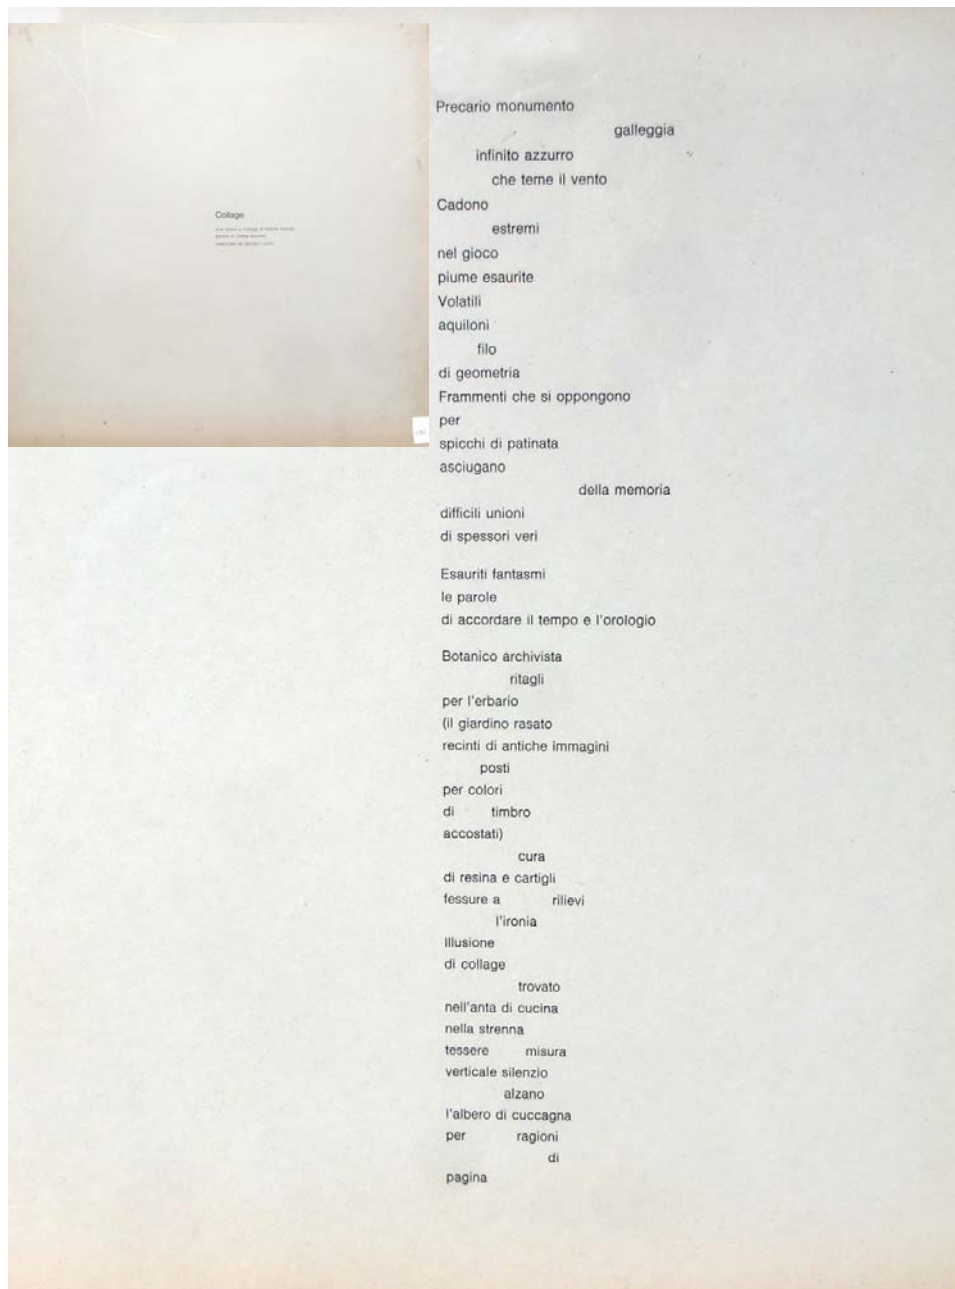 Collage
Precario monumento
galleggia
infinito azzurro
che teme il vento
Cadono
estremi
nel gioco
piume esaurite
Volatili
aquiloni
filo
di geometria
Frammenti che si oppongono
per
spicchi di patinata
asciugano
della memoria
difficili unioni
di spessori veri
Esauriti fantasmi
le parole
di accordare il tempo e l'orologio
Botanico archivista
ritagli
per l'erbario
(il giardino rasato
recinti di antiche immagini
posti
per colori
di timbro
accostati)
cura
di resina e cartigli
fessure a rilievi
l'ironia
Illusione
di collage
trovato
nell'anta di cucina
nella strenna
tessere misura
verticale silenzio
alzano
l'albero di cuccagna
per ragioni
di
pagina